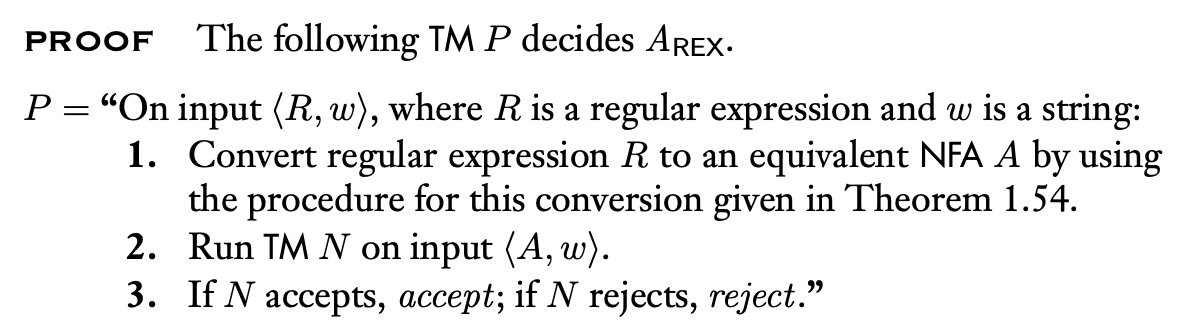 PROOF The following TM P decides A_REX.
P = “On input ⟨R, w⟩, where R is a regular expression and w is a string:
1. Convert regular expression R to an equivalent NFA A by using
the procedure for this conversion given in Theorem 1.54.
2. Run TM N on input ⟨A, w⟩.
3. If N accepts, accept; if N rejects, reject.”